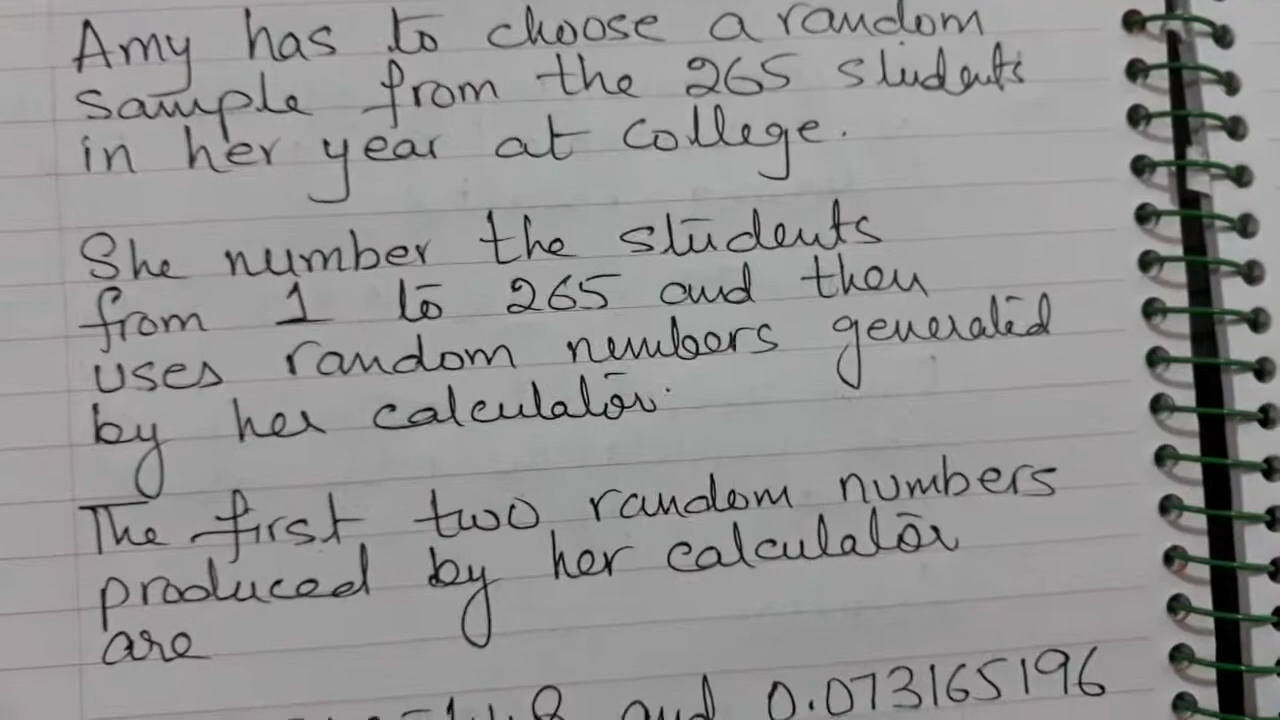 Amy has to choose a random
sample from the 265 students
in her year at college.
She number the students
from 1 to 265 and then
uses random numbers generated
by her calculator.
The first two random numbers
produced by her calculator
are
and 0.073165196